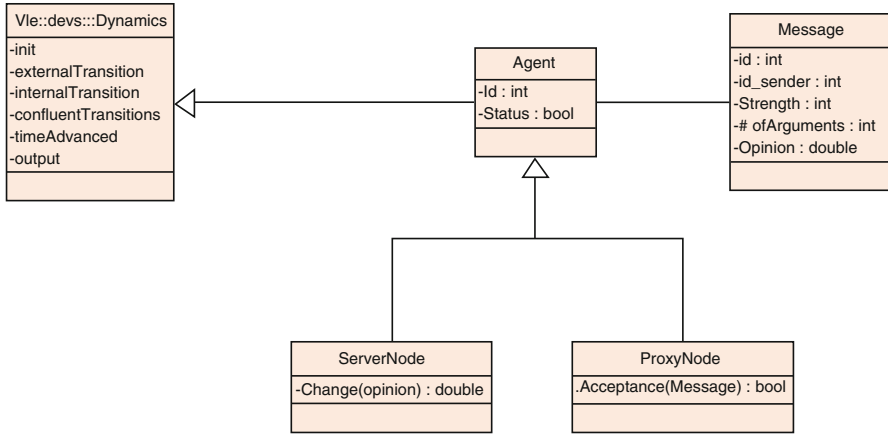 Vle::devs:::Dynamics
-init
-externalTransition
-internalTransition
-confluentTransitions
-timeAdvanced
-output
Agent
-Id : int
-Status : bool
Message
-id : int
-id_sender : int
-Strength : int
-# ofArguments : int
-Opinion : double
ServerNode
-Change(opinion) : double
ProxyNode
.Acceptance(Message) : bool